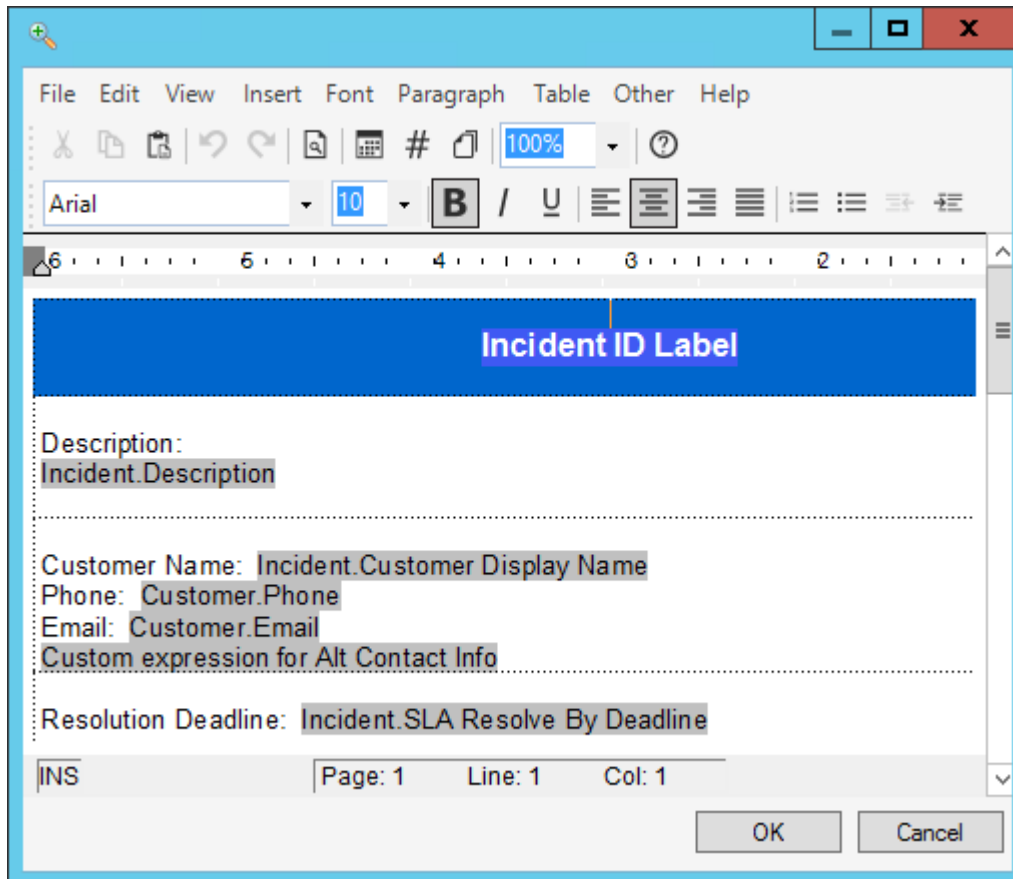 File Edit View Insert Font Paragraph Table Other Help
# 100%
Arial 10 B I U
6 5 4 3 2
Incident ID Label
Description:
Incident.Description
Customer Name: Incident.Customer Display Name
Phone: Customer.Phone
Email: Customer.Email
Custom expression for Alt Contact Info
Resolution Deadline: Incident.SLA Resolve By Deadline
INS Page: 1 Line: 1 Col: 1
OK Cancel